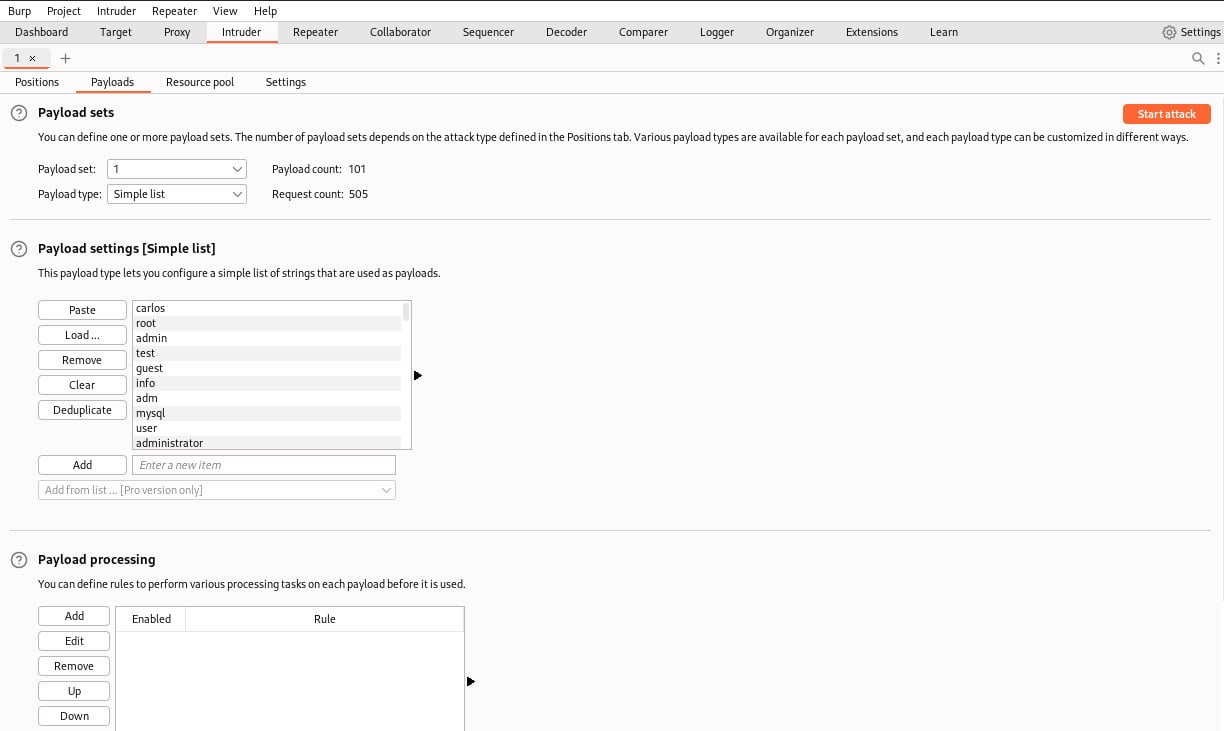 Burp Project Intruder Repeater View Help
Dashboard Target Proxy Intruder Repeater Collaborator Sequencer Decoder Comparer Logger Organizer Extensions Learn Settings
1 × +
Positions Payloads Resource pool Settings
? Payload sets Start attack
You can define one or more payload sets. The number of payload sets depends on the attack type defined in the Positions tab. Various payload types are available for each payload set, and each payload type can be customized in different ways.
Payload set: 1 Payload count: 101
Payload type: Simple list Request count: 505
? Payload settings [Simple list]
This payload type lets you configure a simple list of strings that are used as payloads.
Paste
Load ...
Remove
Clear
Deduplicate
carlos
root
admin
test
guest
info
adm
mysql
user
administrator
Add Enter a new item
Add from list ... [Pro version only]
? Payload processing
You can define rules to perform various processing tasks on each payload before it is used.
Add
Edit
Remove
Up
Down
Enabled Rule